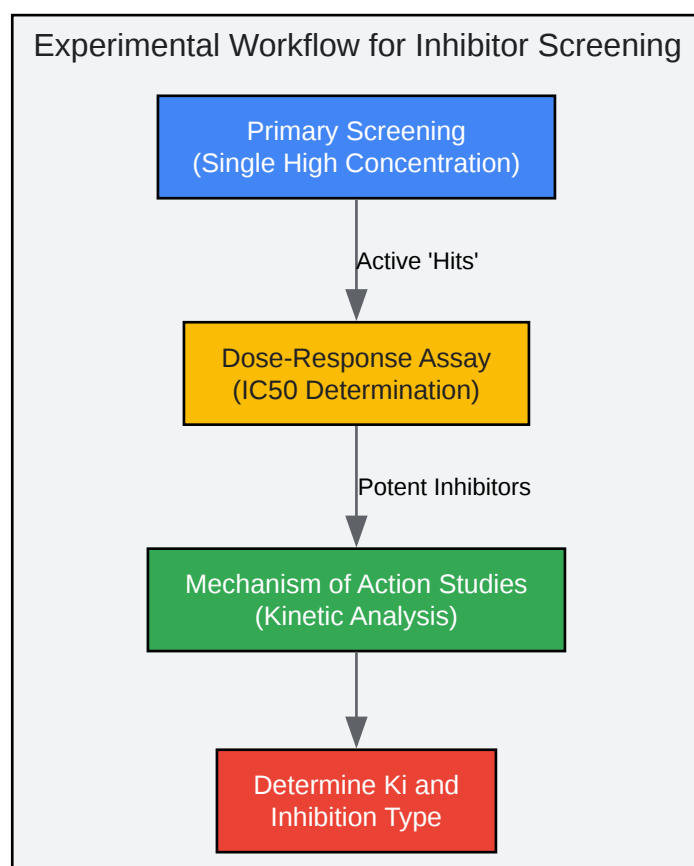 Experimental Workflow for Inhibitor Screening
Primary Screening
(Single High Concentration)
Active 'Hits'
Dose-Response Assay
(IC50 Determination)
Potent Inhibitors
Mechanism of Action Studies
(Kinetic Analysis)
Determine Ki and
Inhibition Type